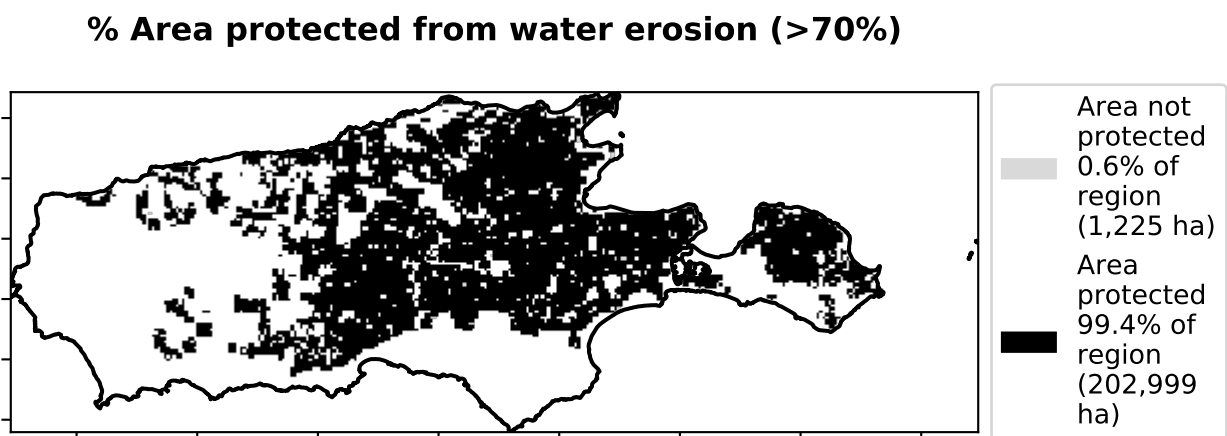 % Area protected from water erosion (>70%)
Area not
protected
0.6% of
region
(1,225 ha)
Area
protected
99.4% of
region
(202,999
ha)